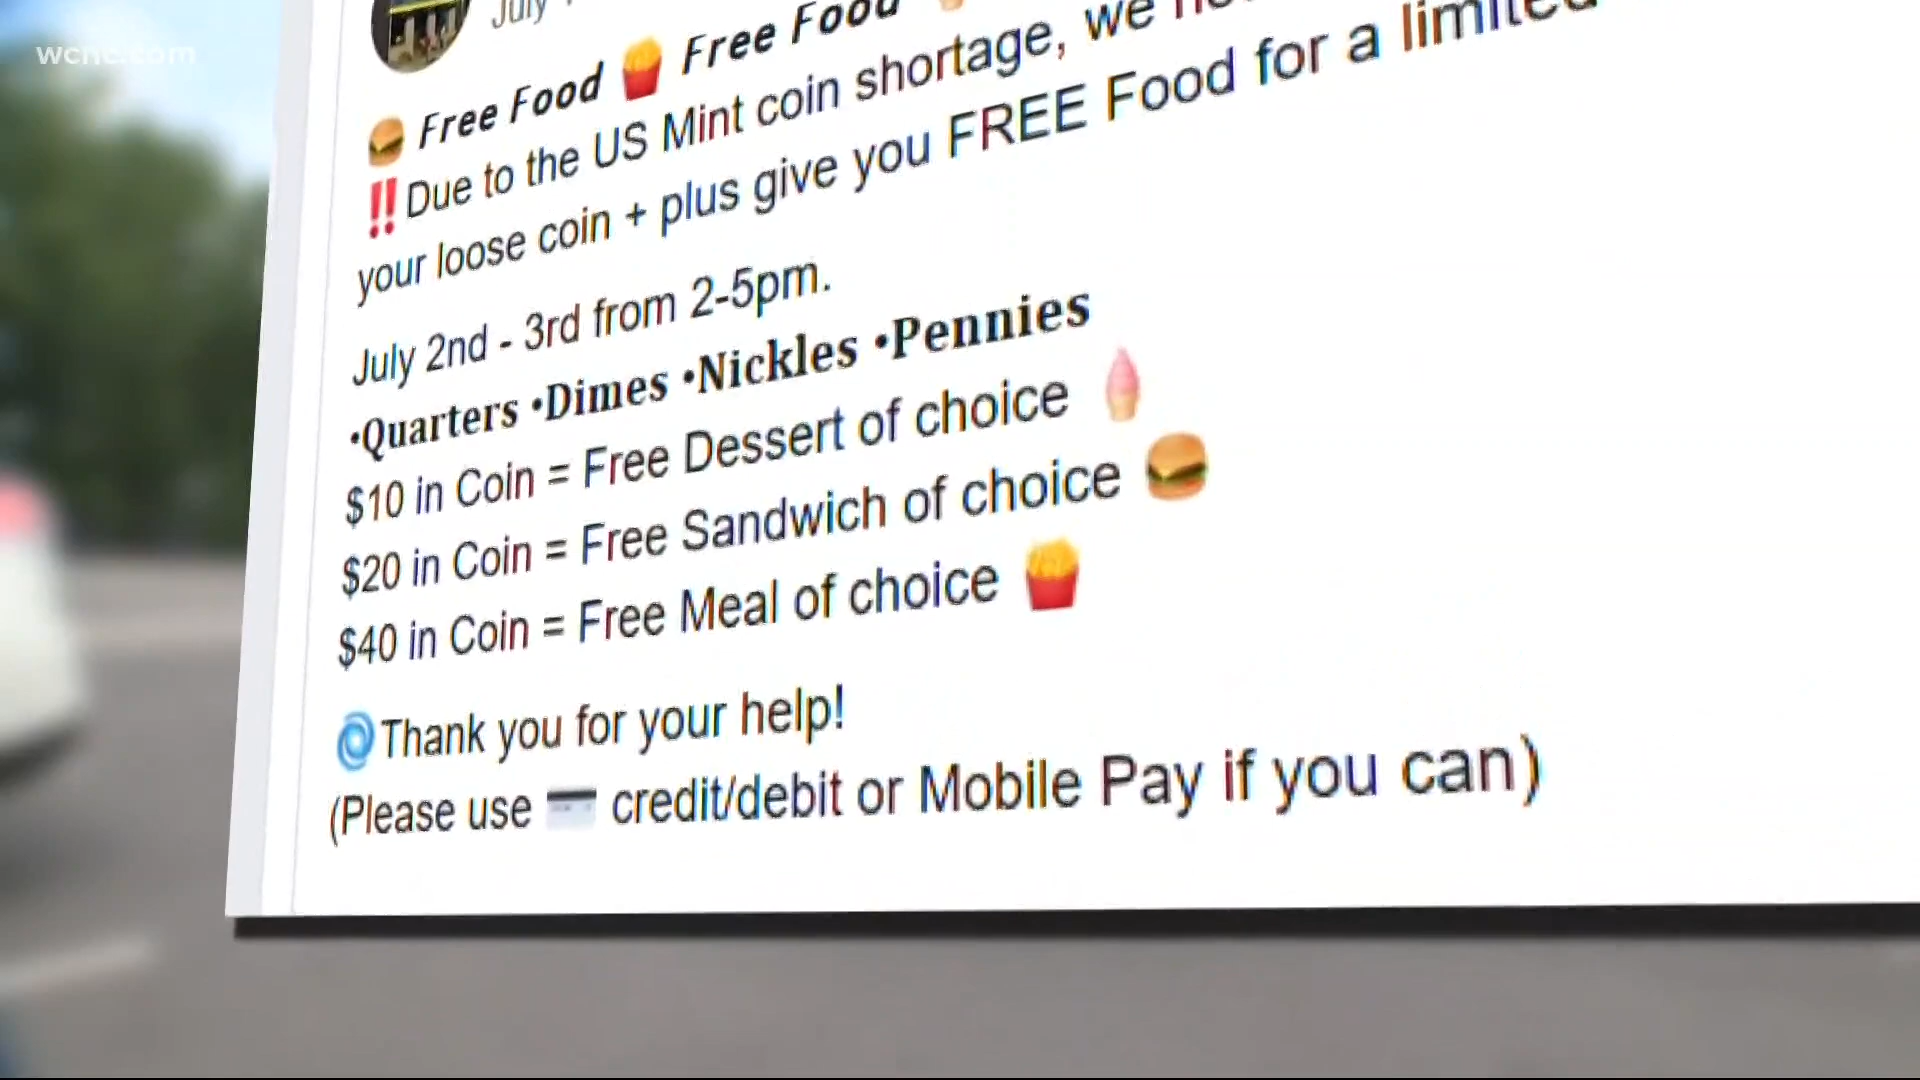 wcnc.com
July
Free Food Free Food
‼Due to the US Mint coin shortage, we
your loose coin + plus give you FREE Food for a limited
July 2nd - 3rd from 2-5pm.
•Quarters •Dimes •Nickles •Pennies
$10 in Coin = Free Dessert of choice
$20 in Coin = Free Sandwich of choice
$40 in Coin = Free Meal of choice
Thank you for your help!
(Please use credit/debit or Mobile Pay if you can)